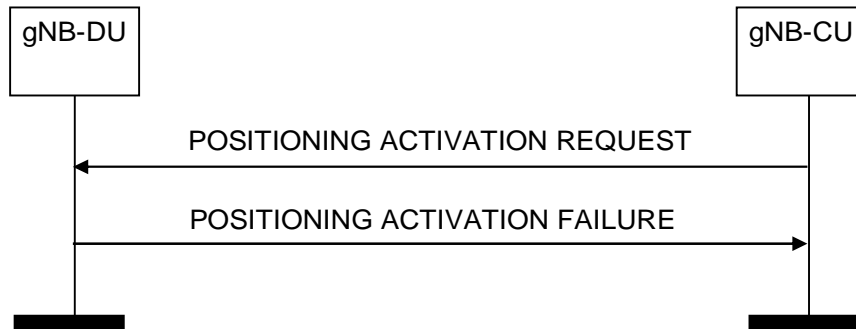 gNB-DU
gNB-CU
POSITIONING ACTIVATION REQUEST
POSITIONING ACTIVATION FAILURE